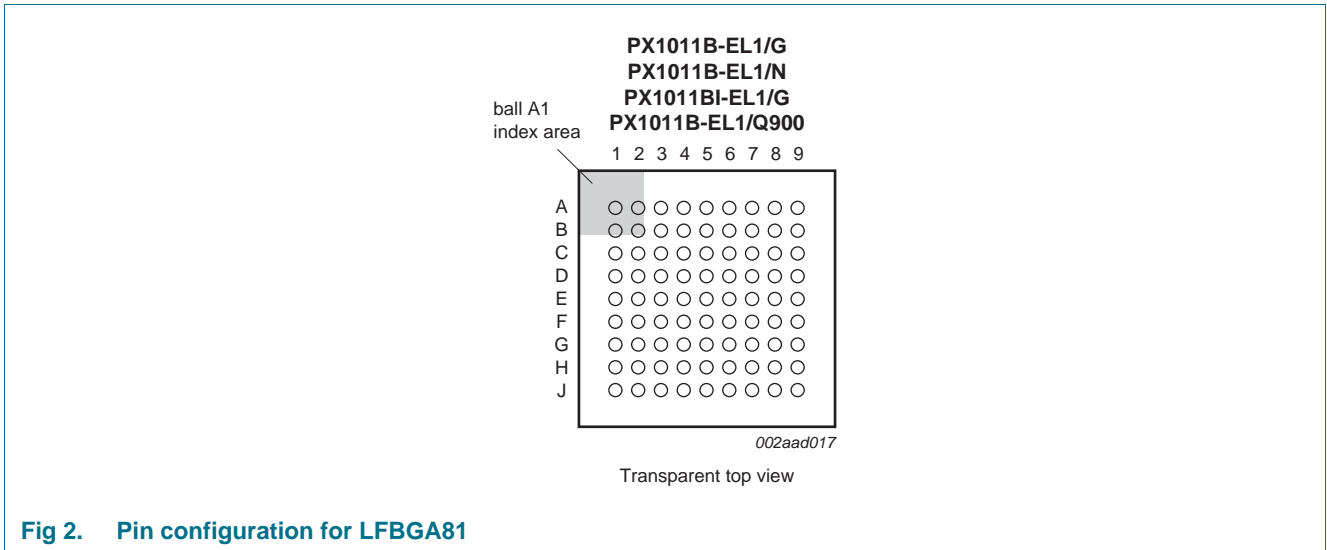 PX1011B-EL1/G
PX1011B-EL1/N
PX1011BI-EL1/G
PX1011B-EL1/Q900
ball A1
index area
1 2 3 4 5 6 7 8 9
A
B
C
D
E
F
G
H
J
002aad017
Transparent top view
Fig 2. Pin configuration for LFBGA81